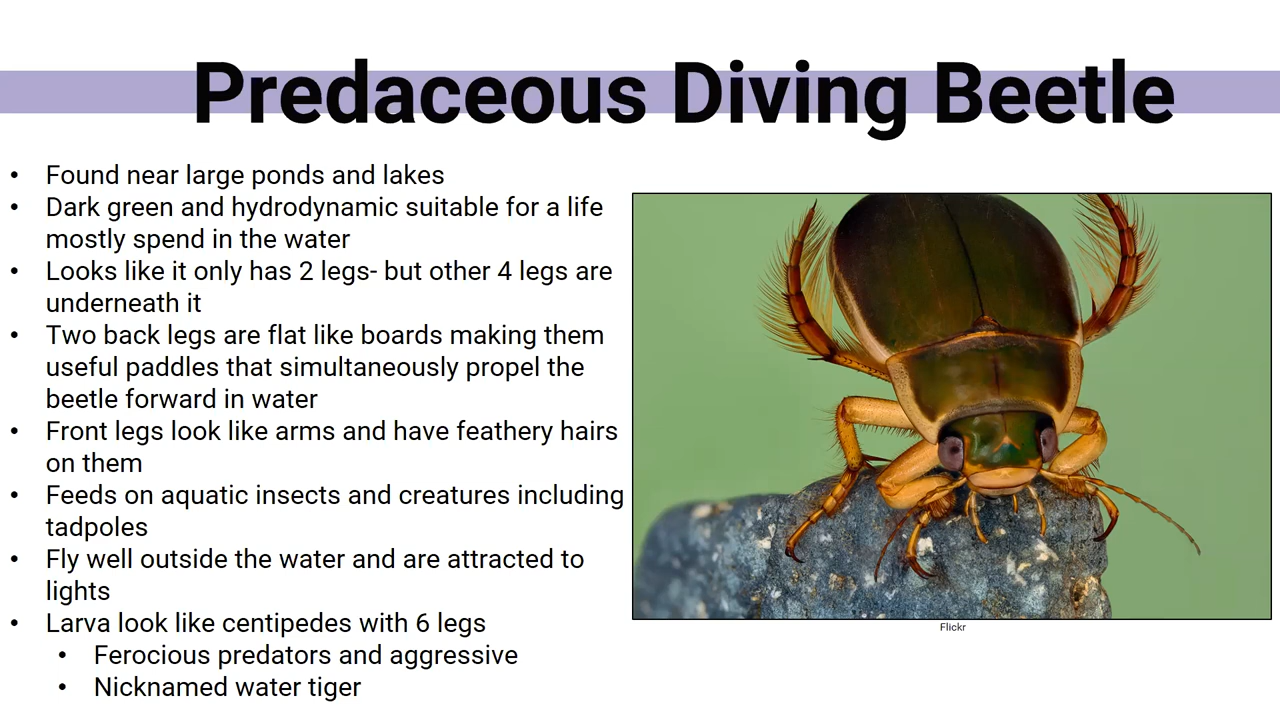 Predaceous Diving Beetle
• Found near large ponds and lakes
• Dark green and hydrodynamic suitable for a life
mostly spend in the water
• Looks like it only has 2 legs- but other 4 legs are
underneath it
• Two back legs are flat like boards making them
useful paddles that simultaneously propel the
beetle forward in water
• Front legs look like arms and have feathery hairs
on them
• Feeds on aquatic insects and creatures including
tadpoles
• Fly well outside the water and are attracted to
lights
• Larva look like centipedes with 6 legs
• Ferocious predators and aggressive
• Nicknamed water tiger
Flickr